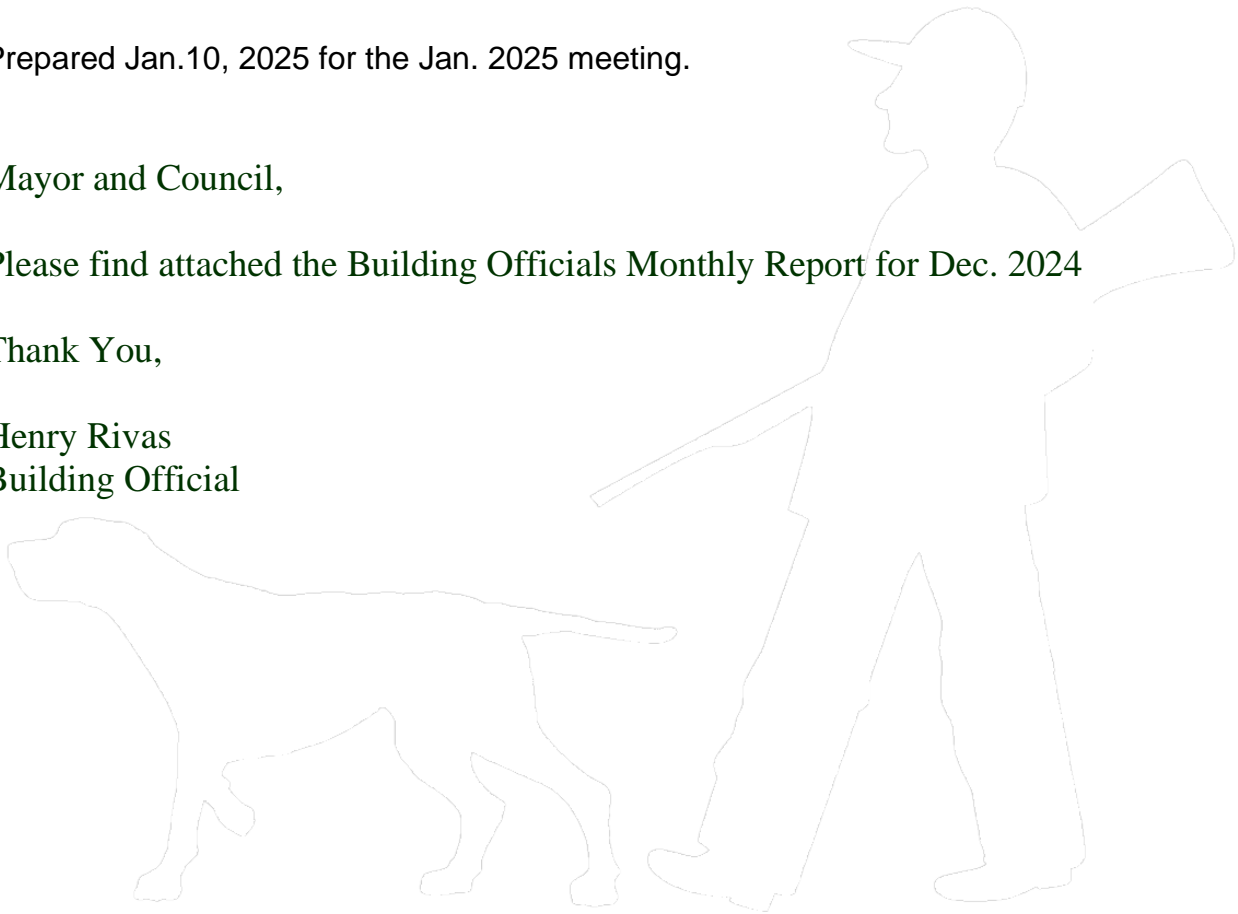 Prepared Jan.10, 2025 for the Jan. 2025 meeting.
Mayor and Council,
Please find attached the Building Officials Monthly Report for Dec. 2024
Thank You,
Henry Rivas
Building Official